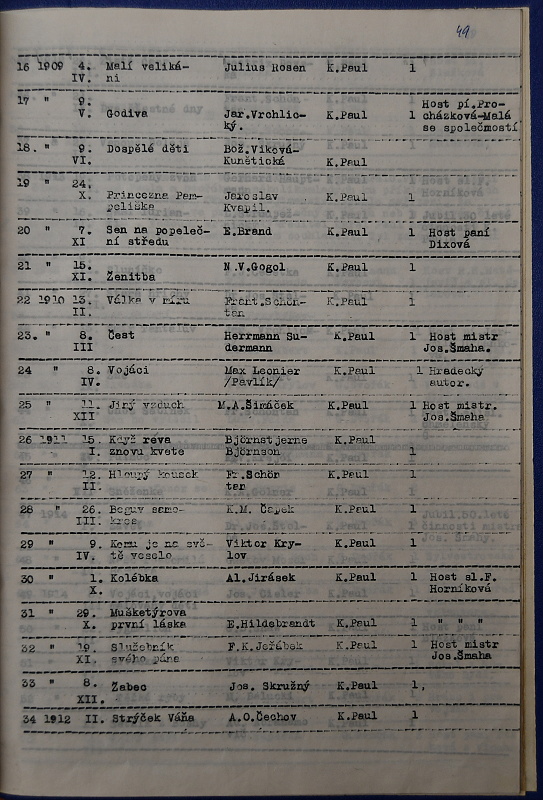 49
16 1909 4. Malí veliká- Julius Rosen K.Paul 1
IV. ni
17 " 9. Host pí.Pro-
V. Godiva Jar.Vrchlic- K.Paul 1 cházková-Malá
ký. se společností
18. " 9. Dospělé děti Bož.Viková-
VI. Kunětická K.Paul
19 " 24.
X. Princezna Pam- Jaroslav K.Paul 1
peliška Kvapil.
20 " 7. Sen na popeleč- E.Brand K.Paul 1 Host paní
XI ní středu Dixová
21 " 15. N.V.Gogol K.Paul 1
XI. Ženitba
22 1910 13. Válka v míru Frant.Schön- K.Paul 1
II. tan
23. " 8. Čest Herrmann Su- K.Paul 1 Host mistr
III dermann Jos.Šmaha.
24 " 8. Vojáci Max Leonier K.Paul 1 Hradecký
IV. /Pavlík/ autor.
25 " 11. Jiný vzduch M.A.Šimáček K.Paul 1 Host mistr.
XII Jos.Šmaha
26 1911 15. Když réva Björnstjerne K.Paul
I. znovu kvete Björnson 1
27 " 12. Hloupý kousek Fr.Schör K.Paul 1
II. ter
28 " 26. K.M. Čapek K.Paul 1
III.
29 " 9. Komu je na svě- Viktor Kry- K.Paul 1
IV. tě veselo lov
30 " 1. Kolébka Al.Jirásek K.Paul 1 Host sl.F.
X. Horníková
31 " 29. Mušketýrova
X. první láska E.Hildebrandt K.Paul 1 " " "
32 " 19. Služebník F.K.Jeřábek K.Paul 1 Host mistr
XI. svého pána Jos.Šmaha
33 " 8. Žabec Jos. Skružný K.Paul 1,
XII.
34 1912 II. Strýček Váňa A.O.Čechov K.Paul 1